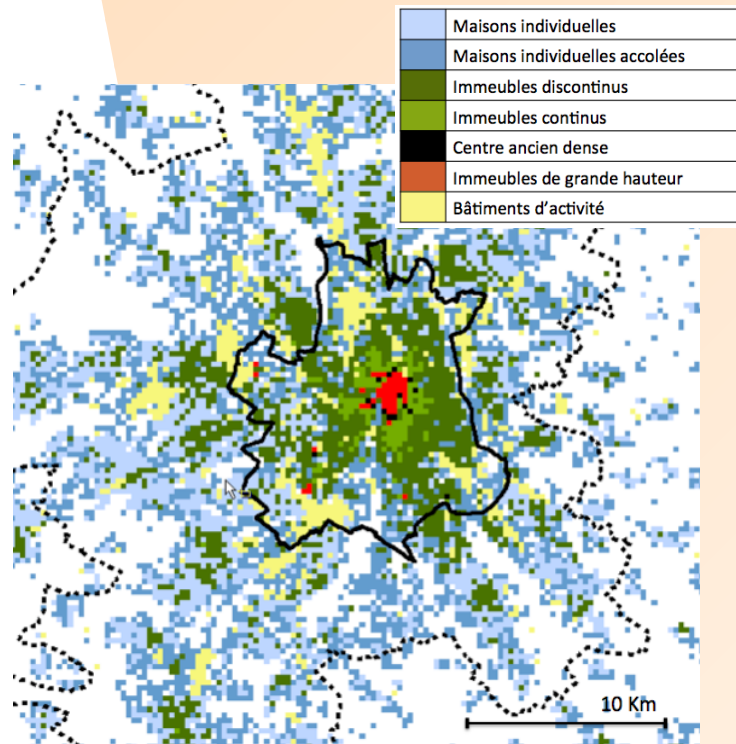 Maisons individuelles
Maisons individuelles accolées
Immeubles discontinus
Immeubles continus
Centre ancien dense
Immeubles de grande hauteur
Bâtiments d’activité
10 Km